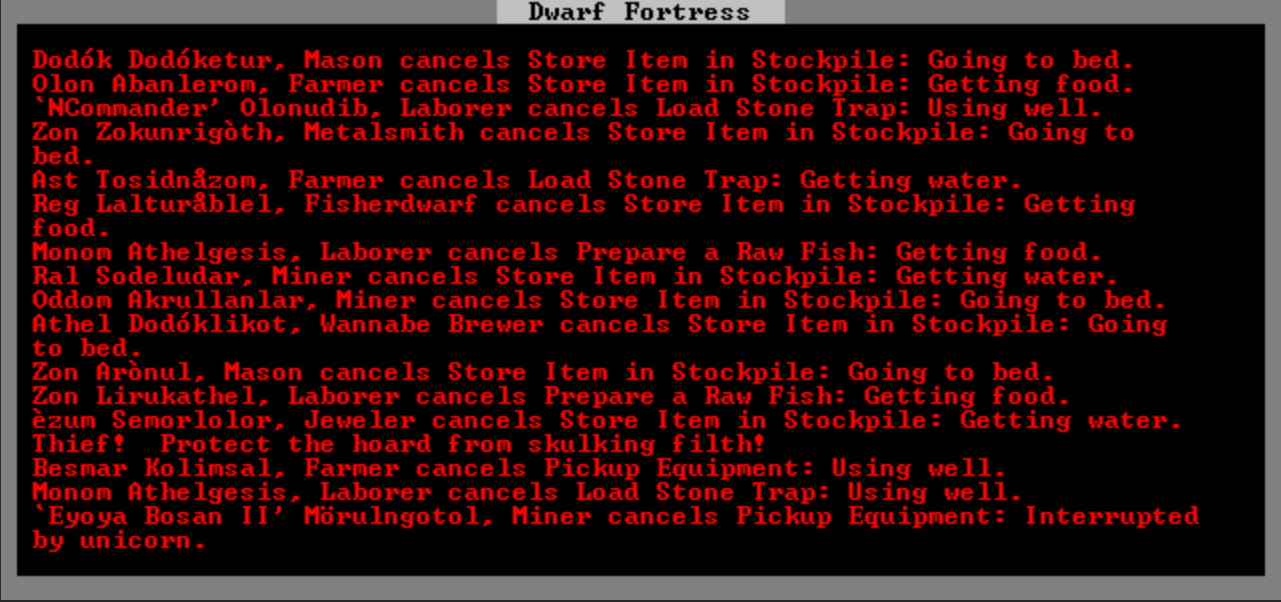 Dwarf Fortress
Dodók Dodóketur, Mason cancels Store Item in Stockpile: Going to bed.
Olon Abanlerom, Farmer cancels Store Item in Stockpile: Getting food.
`NCommander' Olonudib, Laborer cancels Load Stone Trap: Using well.
Zon Zokunrigòth, Metalsmith cancels Store Item in Stockpile: Going to
bed.
Ast Tosidnåzom, Farmer cancels Load Stone Trap: Getting water.
Reg Lalturåblel, Fisherdwarf cancels Store Item in Stockpile: Getting
food.
Monom Athelgesis, Laborer cancels Prepare a Raw Fish: Getting food.
Ral Sodeludar, Miner cancels Store Item in Stockpile: Getting water.
Oddom Akrullanlar, Miner cancels Store Item in Stockpile: Going to bed.
Athel Dodóklikot, Wannabe Brewer cancels Store Item in Stockpile: Going
to bed.
Zon Arònul, Mason cancels Store Item in Stockpile: Going to bed.
Zon Lirukathel, Laborer cancels Prepare a Raw Fish: Getting food.
èzum Semorlolor, Jeweler cancels Store Item in Stockpile: Getting water.
Thief!  Protect the hoard from skulking filth!
Besmar Kolimsal, Farmer cancels Pickup Equipment: Using well.
Monom Athelgesis, Laborer cancels Load Stone Trap: Using well.
`Eyoya Bosan II' Mörulngotol, Miner cancels Pickup Equipment: Interrupted
by unicorn.